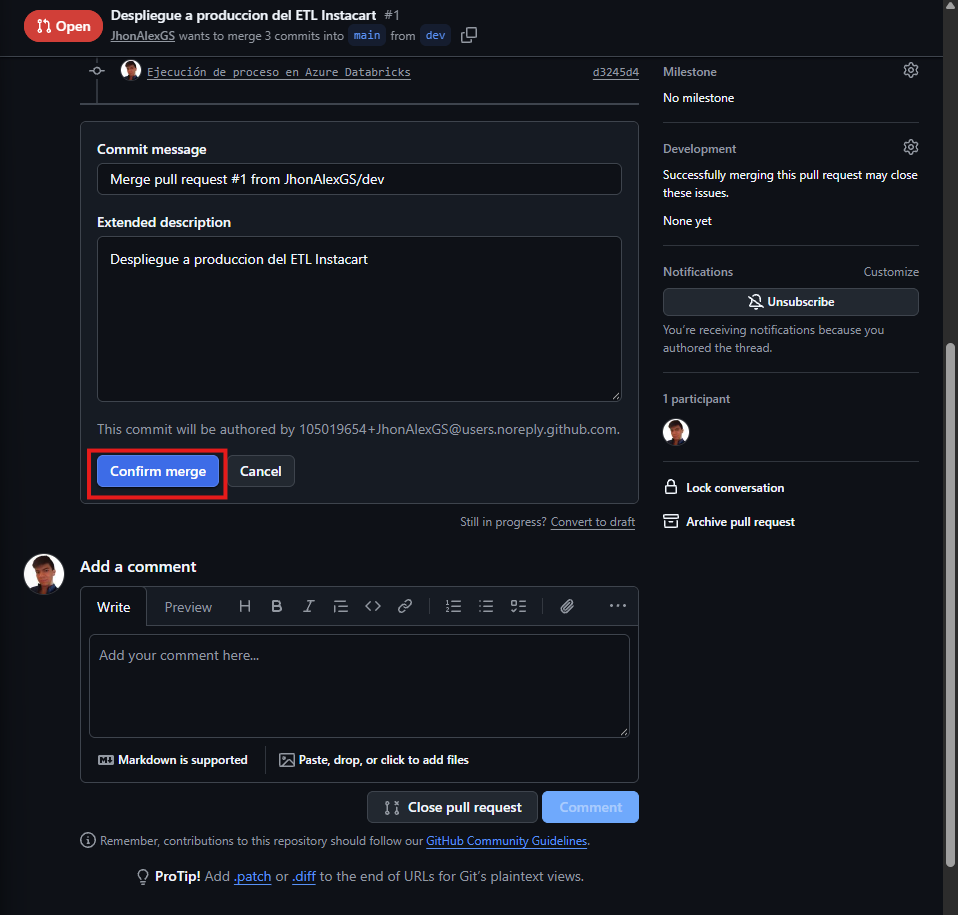 Open
Despliegue a produccion del ETL Instacart #1
JhonAlexGS wants to merge 3 commits into main from dev
Ejecución de proceso en Azure Databricks d3245d4
Commit message
Merge pull request #1 from JhonAlexGS/dev
Extended description
Despliegue a produccion del ETL Instacart
This commit will be authored by 105019654+JhonAlexGS@users.noreply.github.com.
Confirm merge
Cancel
Still in progress? Convert to draft
Add a comment
Write
Preview
Add your comment here...
Markdown is supported
Paste, drop, or click to add files
Close pull request
Comment
Remember, contributions to this repository should follow our GitHub Community Guidelines.
ProTip! Add .patch or .diff to the end of URLs for Git's plaintext views.
Milestone
No milestone
Development
Successfully merging this pull request may close
these issues.
None yet
Notifications
Customize
Unsubscribe
You're receiving notifications because you
authored the thread.
1 participant
Lock conversation
Archive pull request